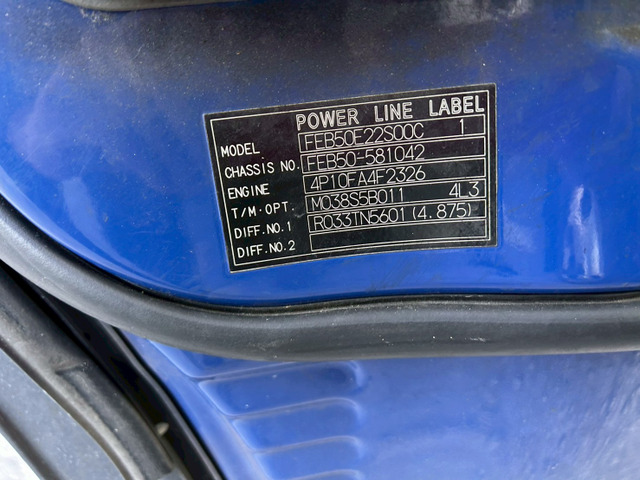 POWER LINE LABEL
MODEL FEB50E22S00C 1
CHASSIS NO. FEB50-581042
ENGINE 4P10FA4F2326
T/M·OPT. M038S5B011 4L3
DIFF.NO.1 R033TN5601(4.875)
DIFF.NO.2